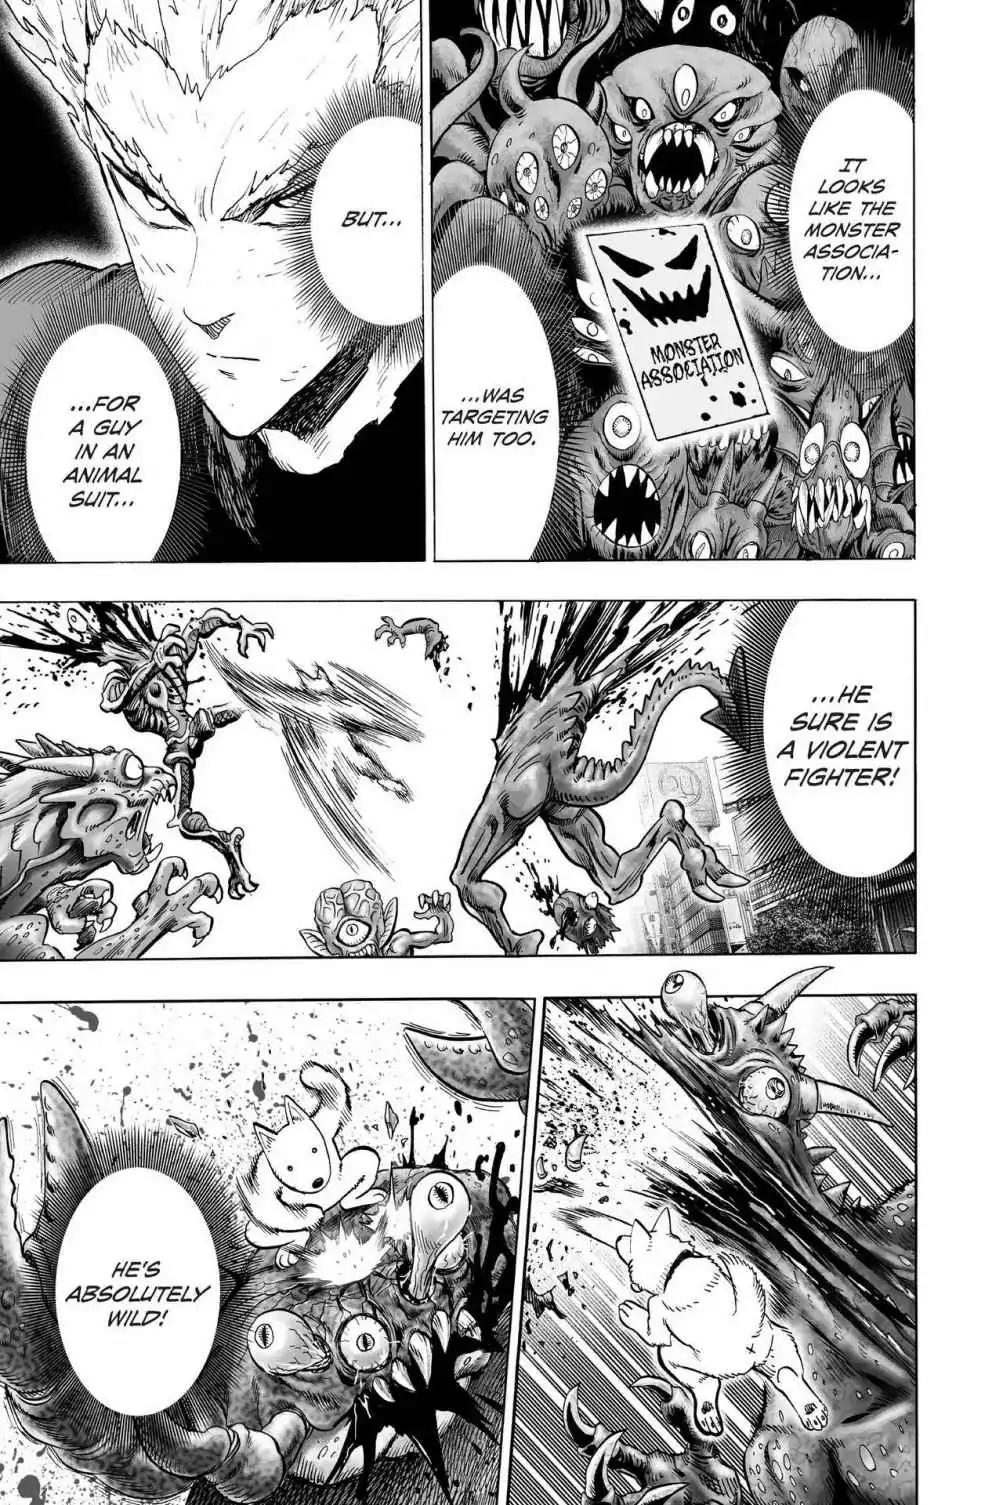 IT
LOOKS
LIKE THE
MONSTER
ASSOCIA-
TION...
MONSTER
ASSOCIATION
...WAS
TARGETING
HIM TOO.
BUT...
...FOR
A GUY
IN AN
ANIMAL
SUIT...
...HE
SURE IS
A VIOLENT
FIGHTER!
HE'S
ABSOLUTELY
WILD!